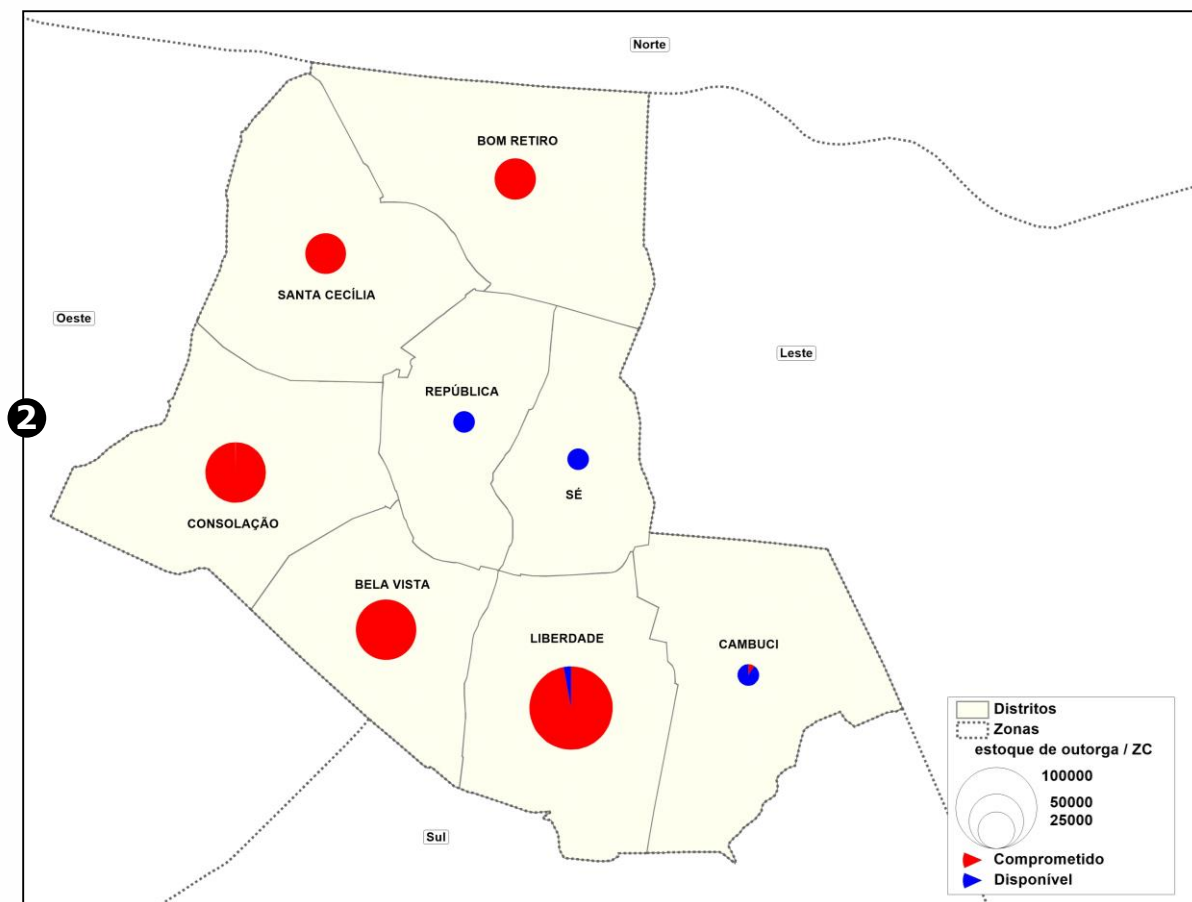 Norte
BOM RETIRO
SANTA CECÍLIA
Oeste
Leste
REPÚBLICA
2
SÉ
CONSOLAÇÃO
BELA VISTA
LIBERDADE
CAMBUCI
Sul
Distritos
Zonas
estoque de outorga / ZC
100000
50000
25000
Comprometido
Disponível